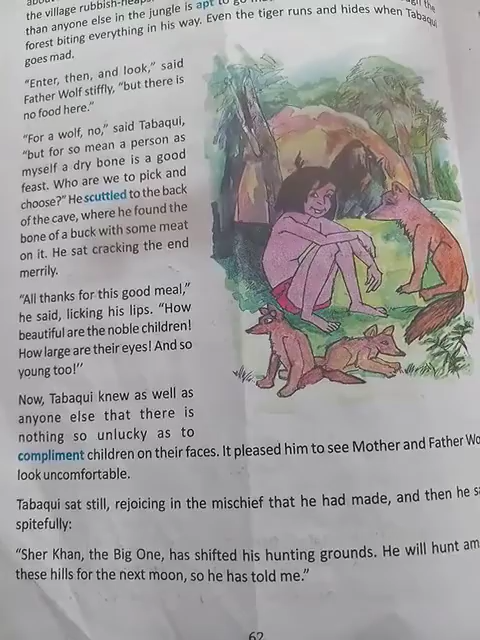 the village rubbish-heaps.
than anyone else in the jungle is apt to go the
forest biting everything in his way. Even the tiger runs and hides when Tabaqui
goes mad.
"Enter, then, and look," said
Father Wolf stiffly, "but there is
no food here."
"For a wolf, no," said Tabaqui,
"but for so mean a person as
myself a dry bone is a good
feast. Who are we to pick and
choose?" He scuttled to the back
of the cave, where he found the
bone of a buck with some meat
on it. He sat cracking the end
merrily.
"All thanks for this good meal,"
he said, licking his lips. "How
beautiful are the noble children!
How large are their eyes! And so
young too!"
Now, Tabaqui knew as well as
anyone else that there is
nothing so unlucky as to
compliment children on their faces. It pleased him to see Mother and Father Wo
look uncomfortable.
Tabaqui sat still, rejoicing in the mischief that he had made, and then he sa
spitefully:
"Sher Khan, the Big One, has shifted his hunting grounds. He will hunt am
these hills for the next moon, so he has told me."
62